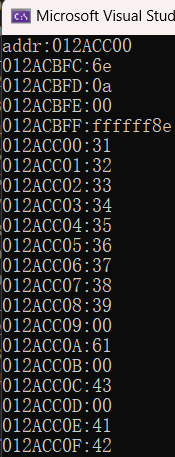 Microsoft Visual Stud
addr:012ACC00
012ACBFC:6e
012ACBFD:0a
012ACBFE:00
012ACBFF:ffffff8e
012ACC00:31
012ACC01:32
012ACC02:33
012ACC03:34
012ACC04:35
012ACC05:36
012ACC06:37
012ACC07:38
012ACC08:39
012ACC09:00
012ACC0A:61
012ACC0B:00
012ACC0C:43
012ACC0D:00
012ACC0E:41
012ACC0F:42